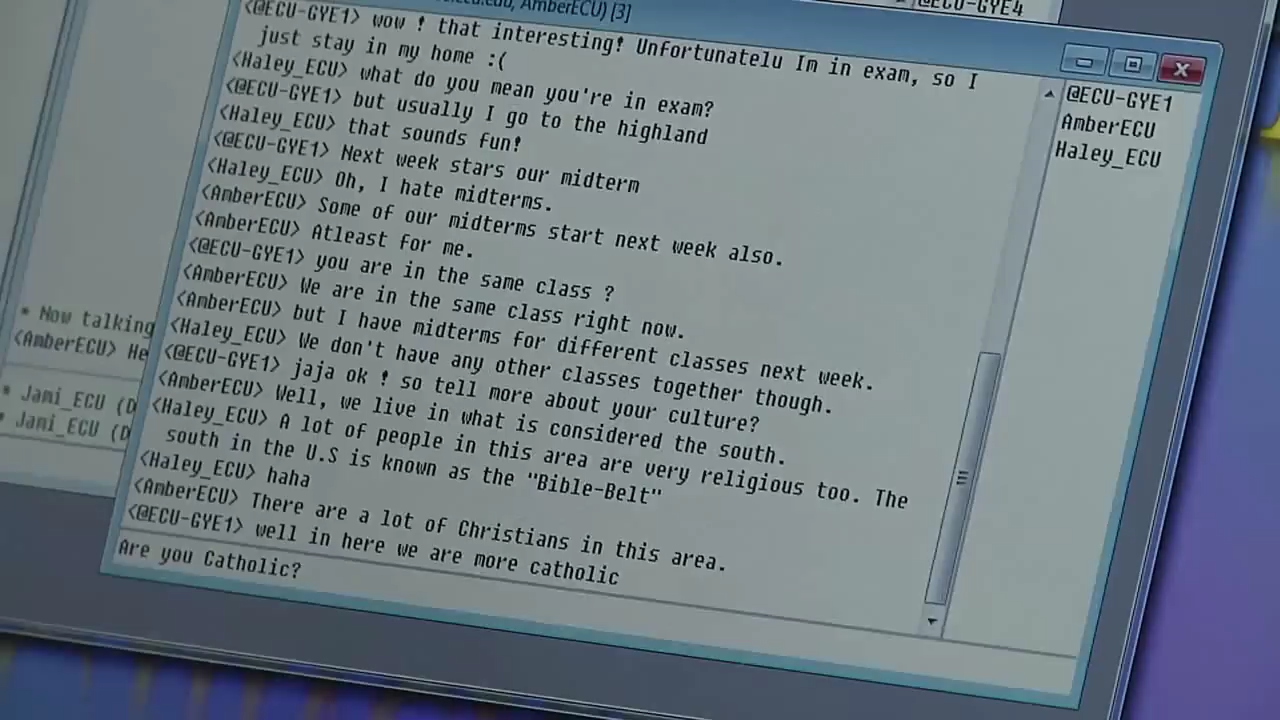 .ecu.edu, AmberECU) [3]
@ECU-GYE4
<@ECU-GYE1> wow ! that interesting! Unfortunatelu Im in exam, so I
just stay in my home :(
<Haley_ECU> what do you mean you're in exam?
<@ECU-GYE1> but usually I go to the highland
<Haley_ECU> that sounds fun!
<@ECU-GYE1> Next week stars our midterm
<Haley_ECU> Oh, I hate midterms.
<AmberECU> Some of our midterms start next week also.
<AmberECU> Atleast for me.
<@ECU-GYE1> you are in the same class ?
<AmberECU> We are in the same class right now.
<AmberECU> but I have midterms for different classes next week.
<Haley_ECU> We don't have any other classes together though.
<@ECU-GYE1> jaja ok ! so tell more about your culture?
<AmberECU> Well, we live in what is considered the south.
<Haley_ECU> A lot of people in this area are very religious too. The
south in the U.S is known as the "Bible-Belt"
<Haley_ECU> haha
<AmberECU> There are a lot of Christians in this area.
<@ECU-GYE1> well in here we are more catholic
Are you Catholic?
@ECU-GYE1
AmberECU
Haley_ECU
* Now talking
<AmberECU> He
* Jami_ECU (D
* Jami_ECU (D